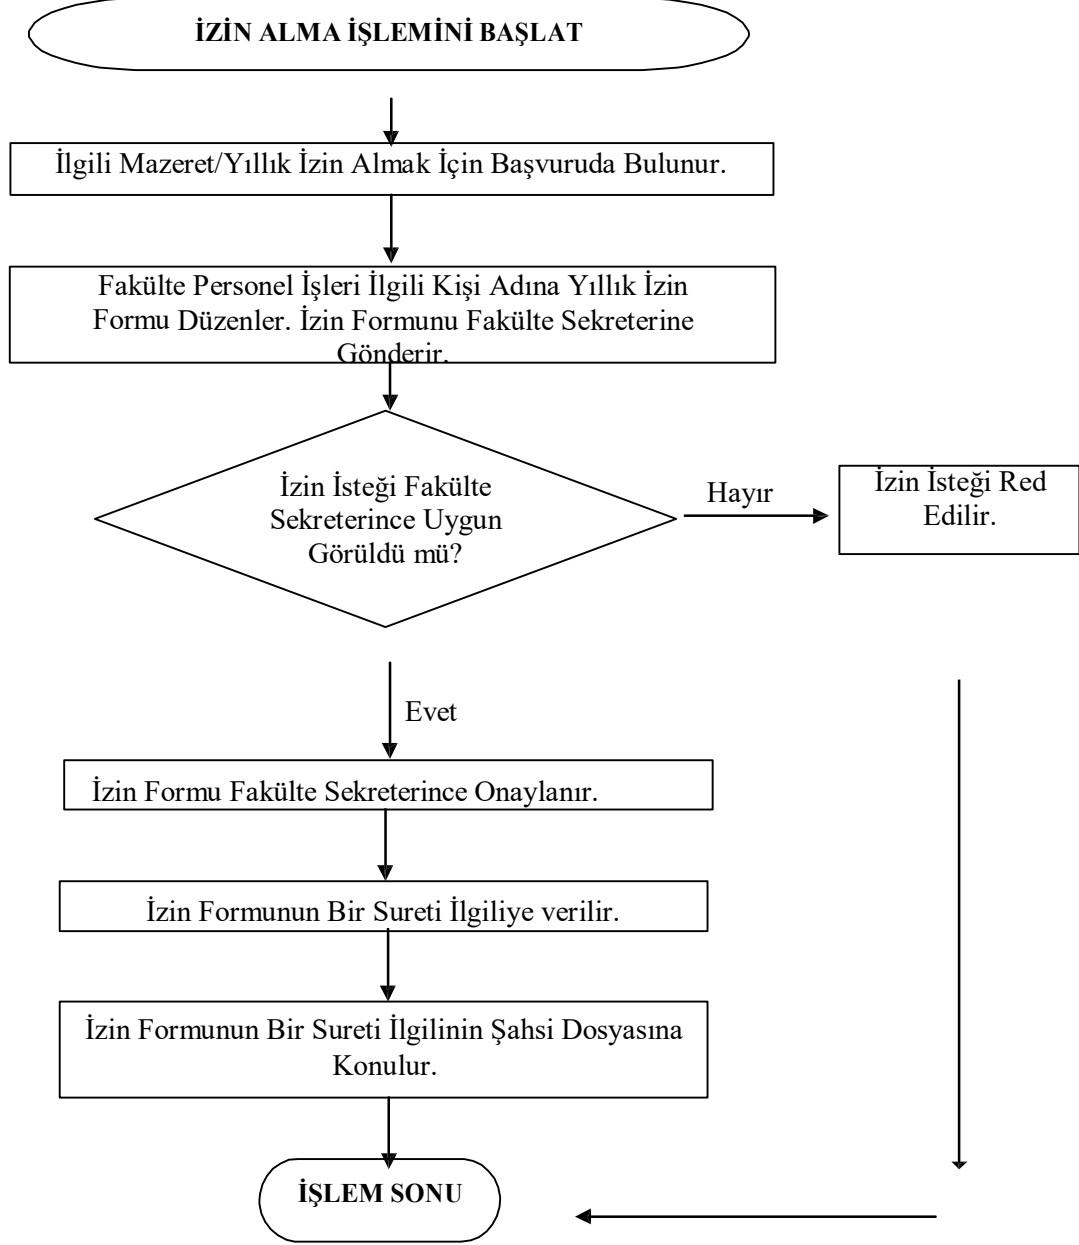 İZİN ALMA İŞLEMİNİ BAŞLAT
İlgili Mazeret/Yıllık İzin Almak İçin Başvuruda Bulunur.
Fakülte Personel İşleri İlgili Kişi Adına Yıllık İzin
Formu Düzenler. İzin Formunu Fakülte Sekreterine
Gönderir.
İzin İsteği Fakülte
Sekreterince Uygun
Görüldü mü?
Hayır
İzin İsteği Red
Edilir.
Evet
İzin Formu Fakülte Sekreterince Onaylanır.
İzin Formunun Bir Sureti İlgiliye verilir.
İzin Formunun Bir Sureti İlgilinin Şahsi Dosyasına
Konulur.
İŞLEM SONU